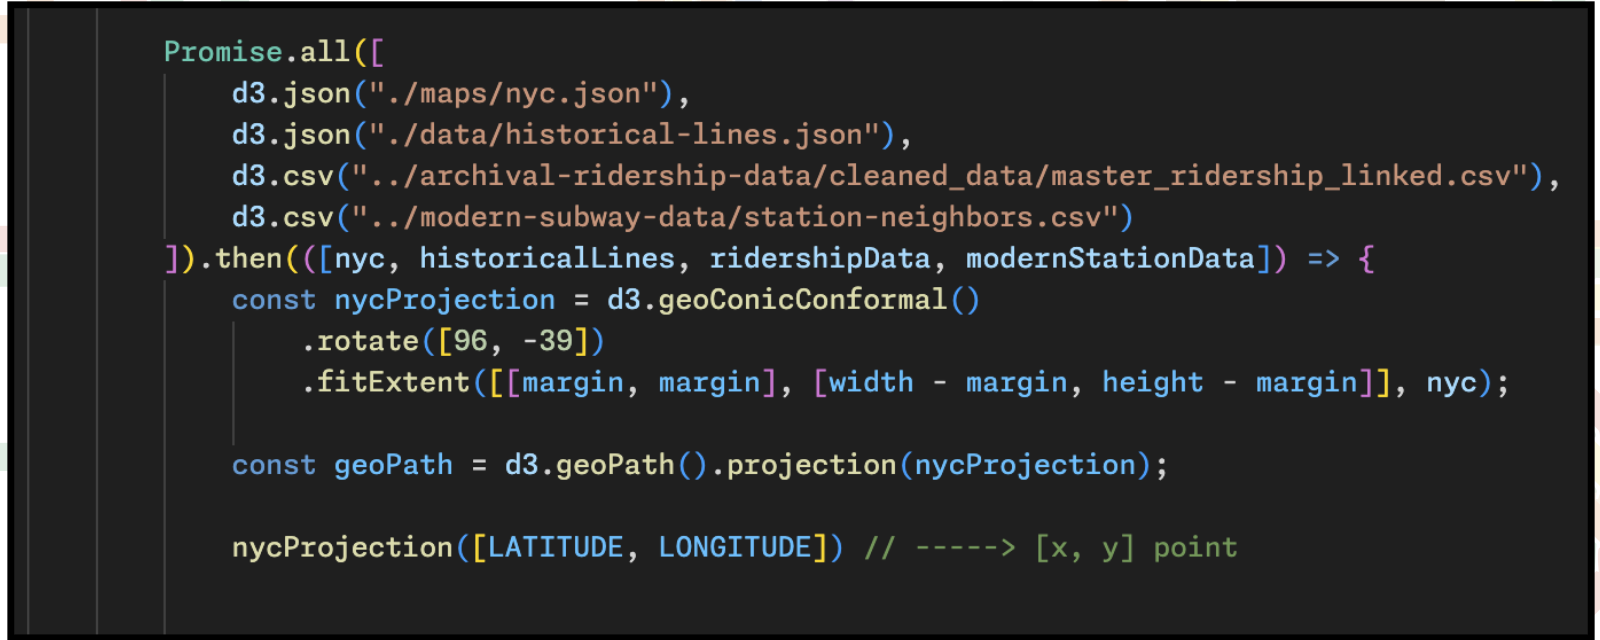 Promise.all([
d3.json("./maps/nyc.json"),
d3.json("./data/historical-lines.json"),
d3.csv("../archival-ridership-data/cleaned_data/master_ridership_linked.csv"),
d3.csv("../modern-subway-data/station-neighbors.csv")
]).then(([nyc, historicalLines, ridershipData, modernStationData]) => {
const nycProjection = d3.geoConicConformal()
.rotate([96, -39])
.fitExtent([[margin, margin], [width - margin, height - margin]], nyc);
const geoPath = d3.geoPath().projection(nycProjection);
nycProjection([LATITUDE, LONGITUDE]) // -----> [x, y] point